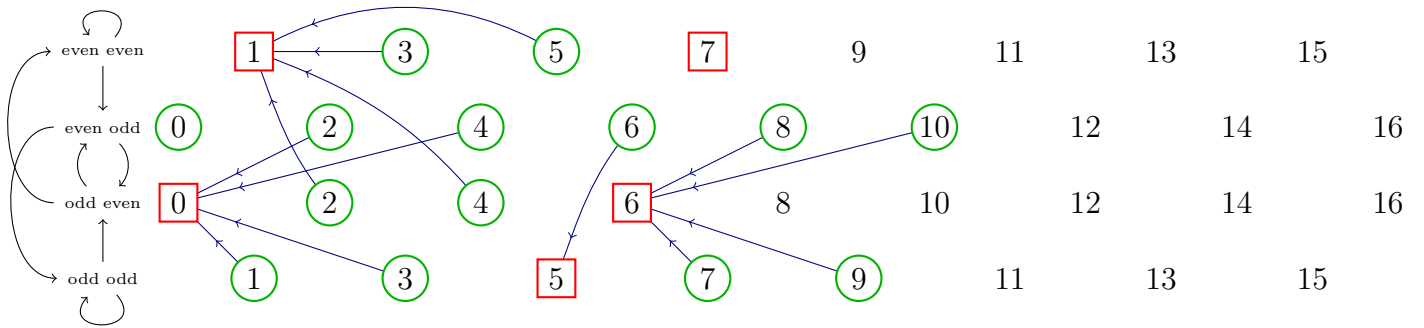 even even 1 3 5 7 9 11 13 15
even odd 0 2 4 6 8 10 12 14 16
odd even 0 2 4 6 8 10 12 14 16
odd odd 1 3 5 7 9 11 13 15